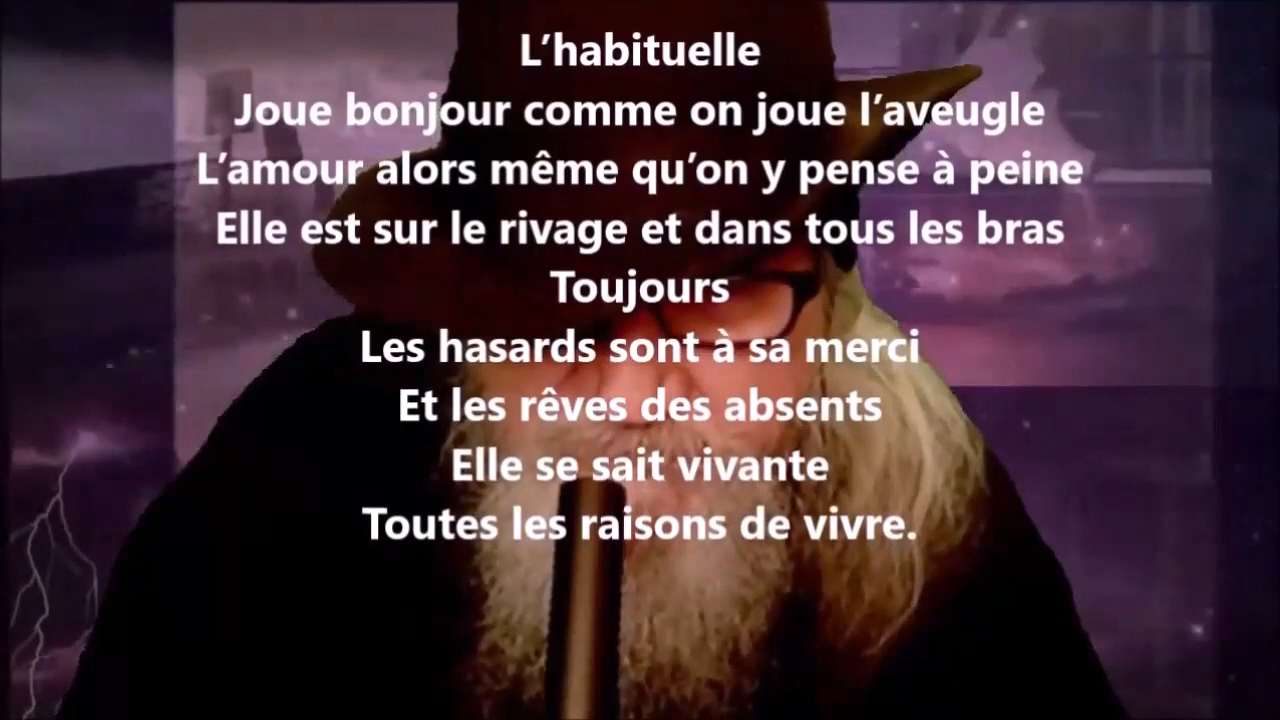 L’habituelle
Joue bonjour comme on joue l’aveugle
L’amour alors même qu’on y pense à peine
Elle est sur le rivage et dans tous les bras
Toujours
Les hasards sont à sa merci
Et les rêves des absents
Elle se sait vivante
Toutes les raisons de vivre.